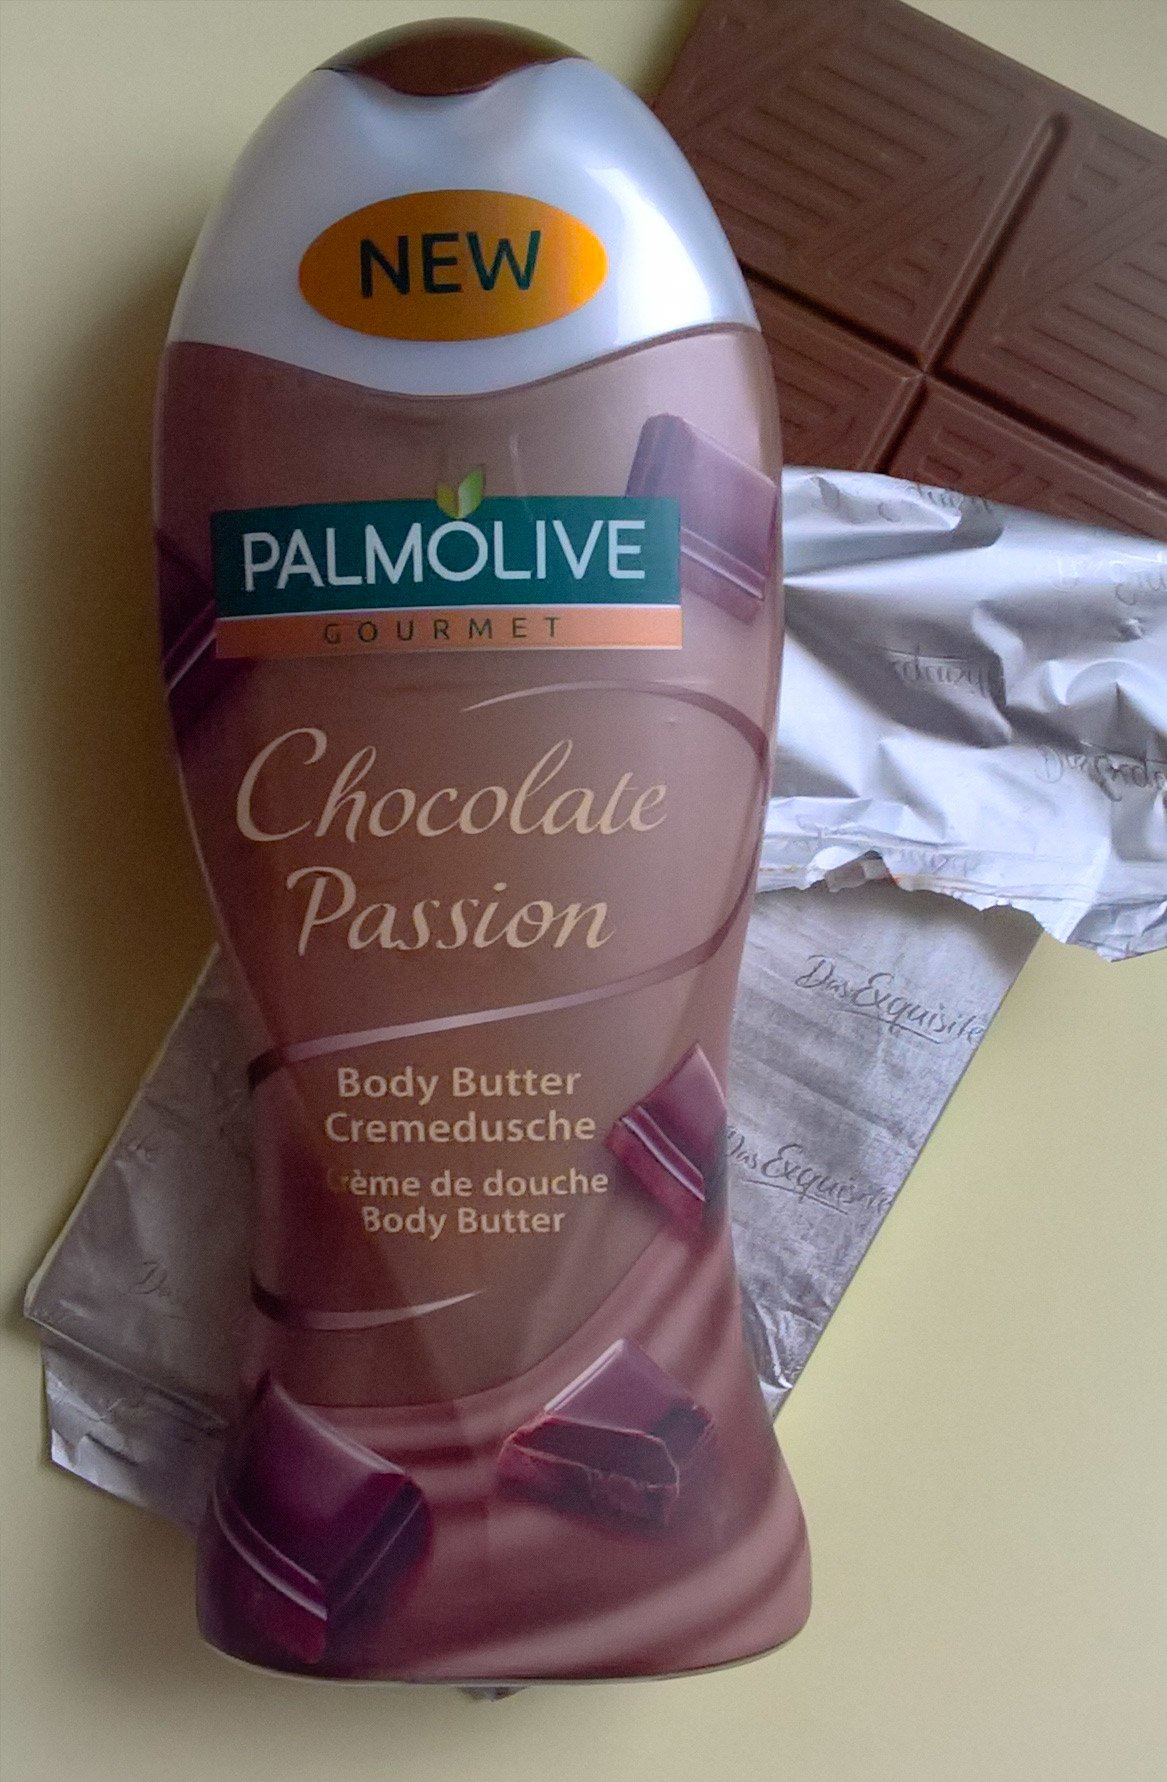 NEW
PALMOLIVE
GOURMET
Chocolate
Passion
Body Butter
Cremedusche
Crème de douche
Body Butter
Das Exquisite
Das Exquisite